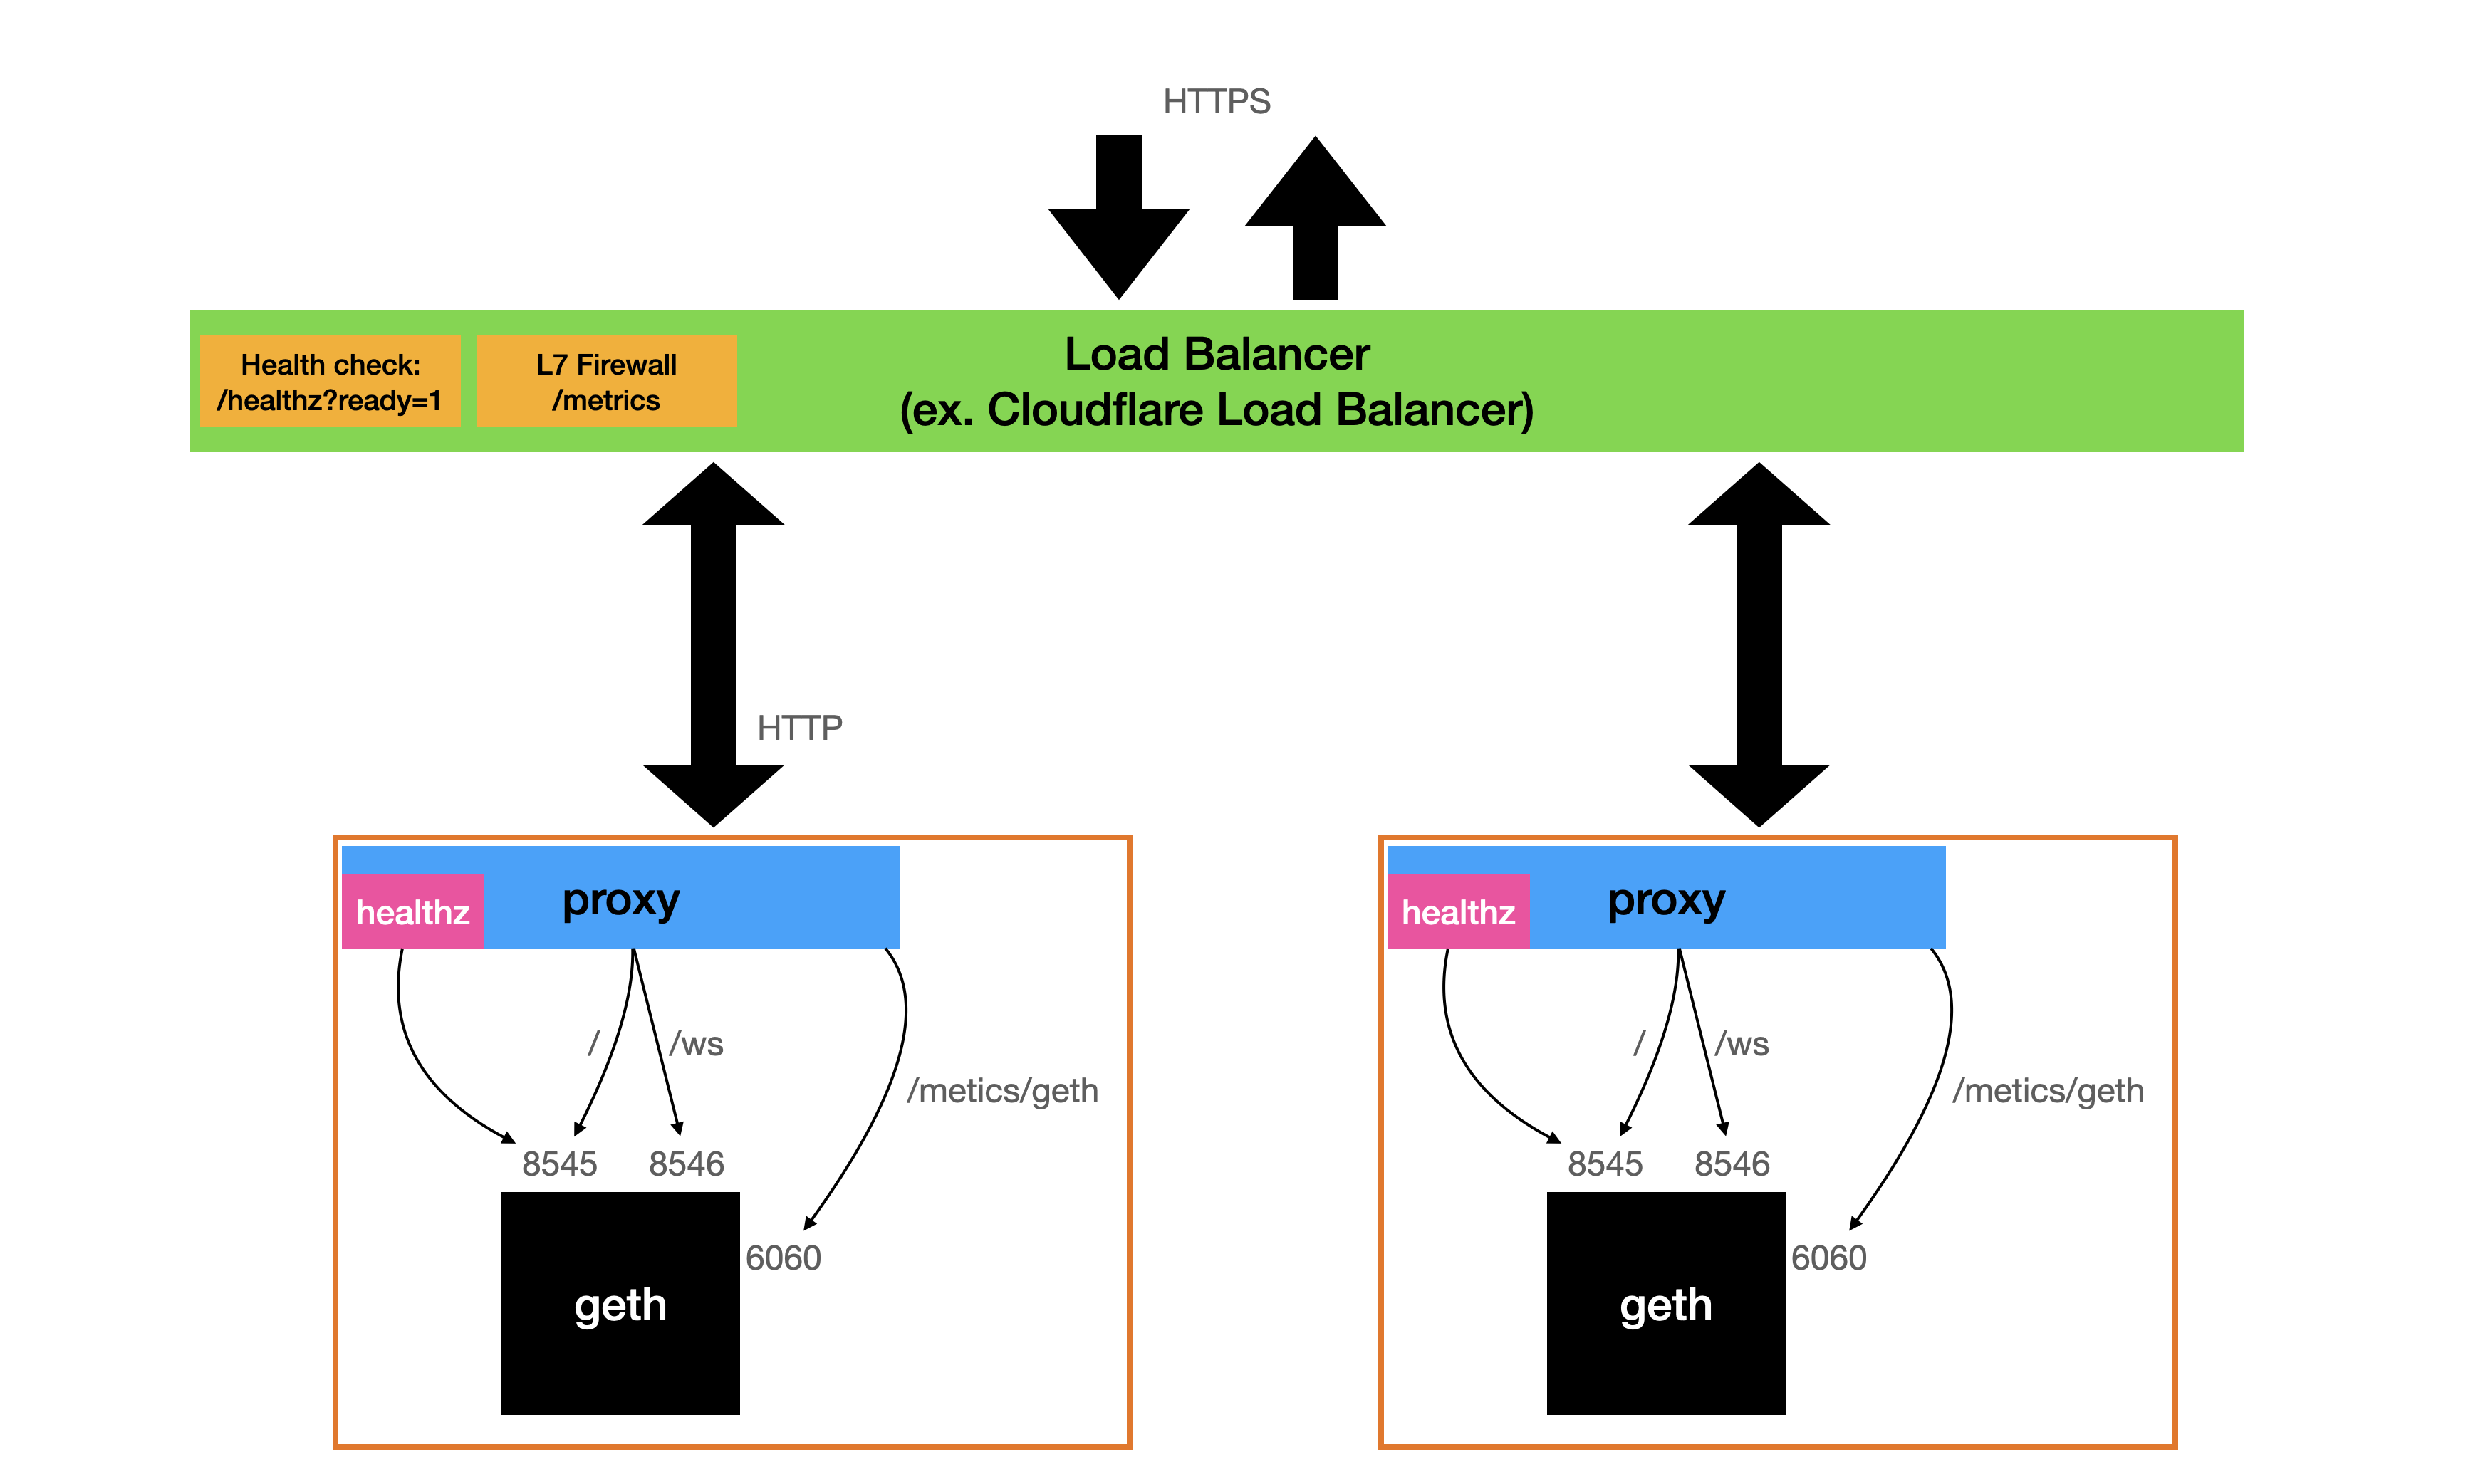 HTTPS
Health check:
/healthz?ready=1
L7 Firewall
/metrics
Load Balancer
(ex. Cloudflare Load Balancer)
HTTP
healthz
proxy
/
/ws
/metics/geth
8545
8546
6060
geth
healthz
proxy
/
/ws
/metics/geth
8545
8546
6060
geth